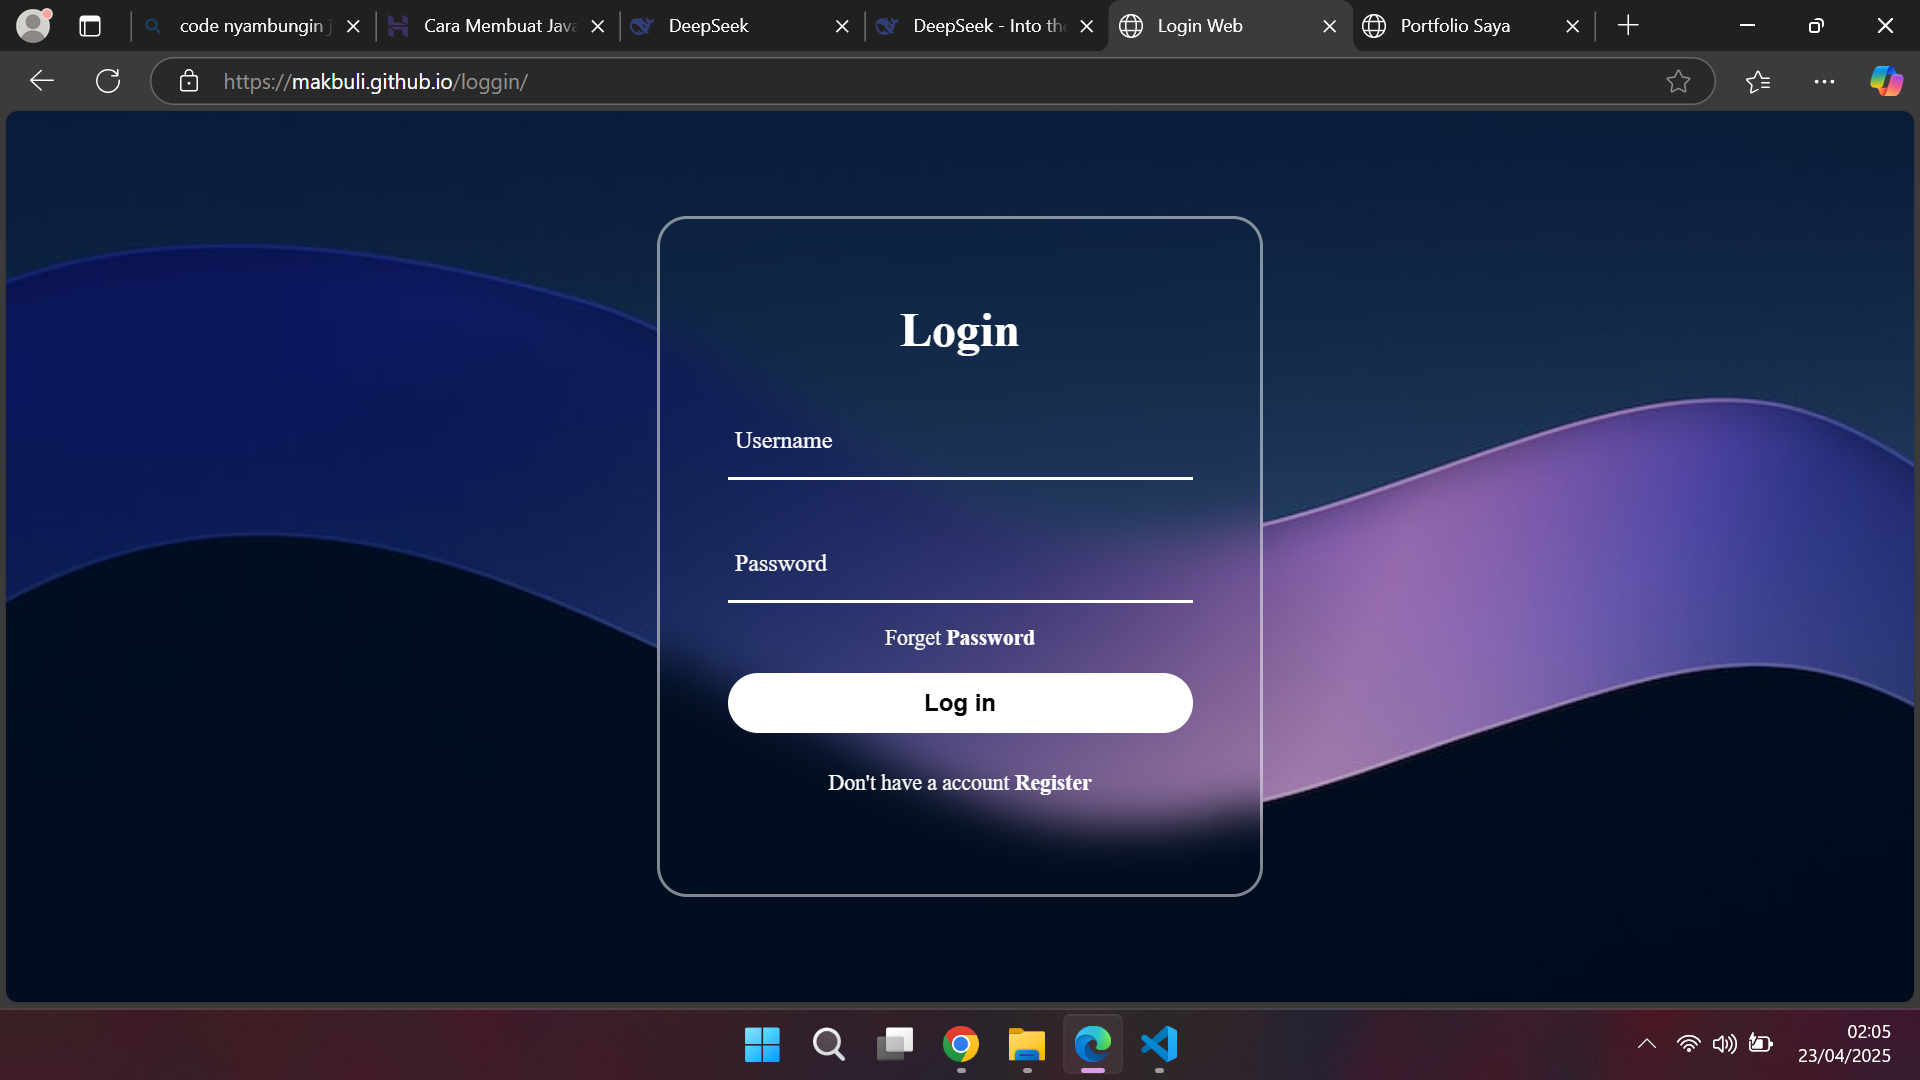 code nyambungin
Cara Membuat Java
DeepSeek
DeepSeek - Into the
Login Web
Portfolio Saya
https://makbuli.github.io/loggin/
Login
Username
Password
Forget Password
Log in
Don't have a account Register
02:05
23/04/2025